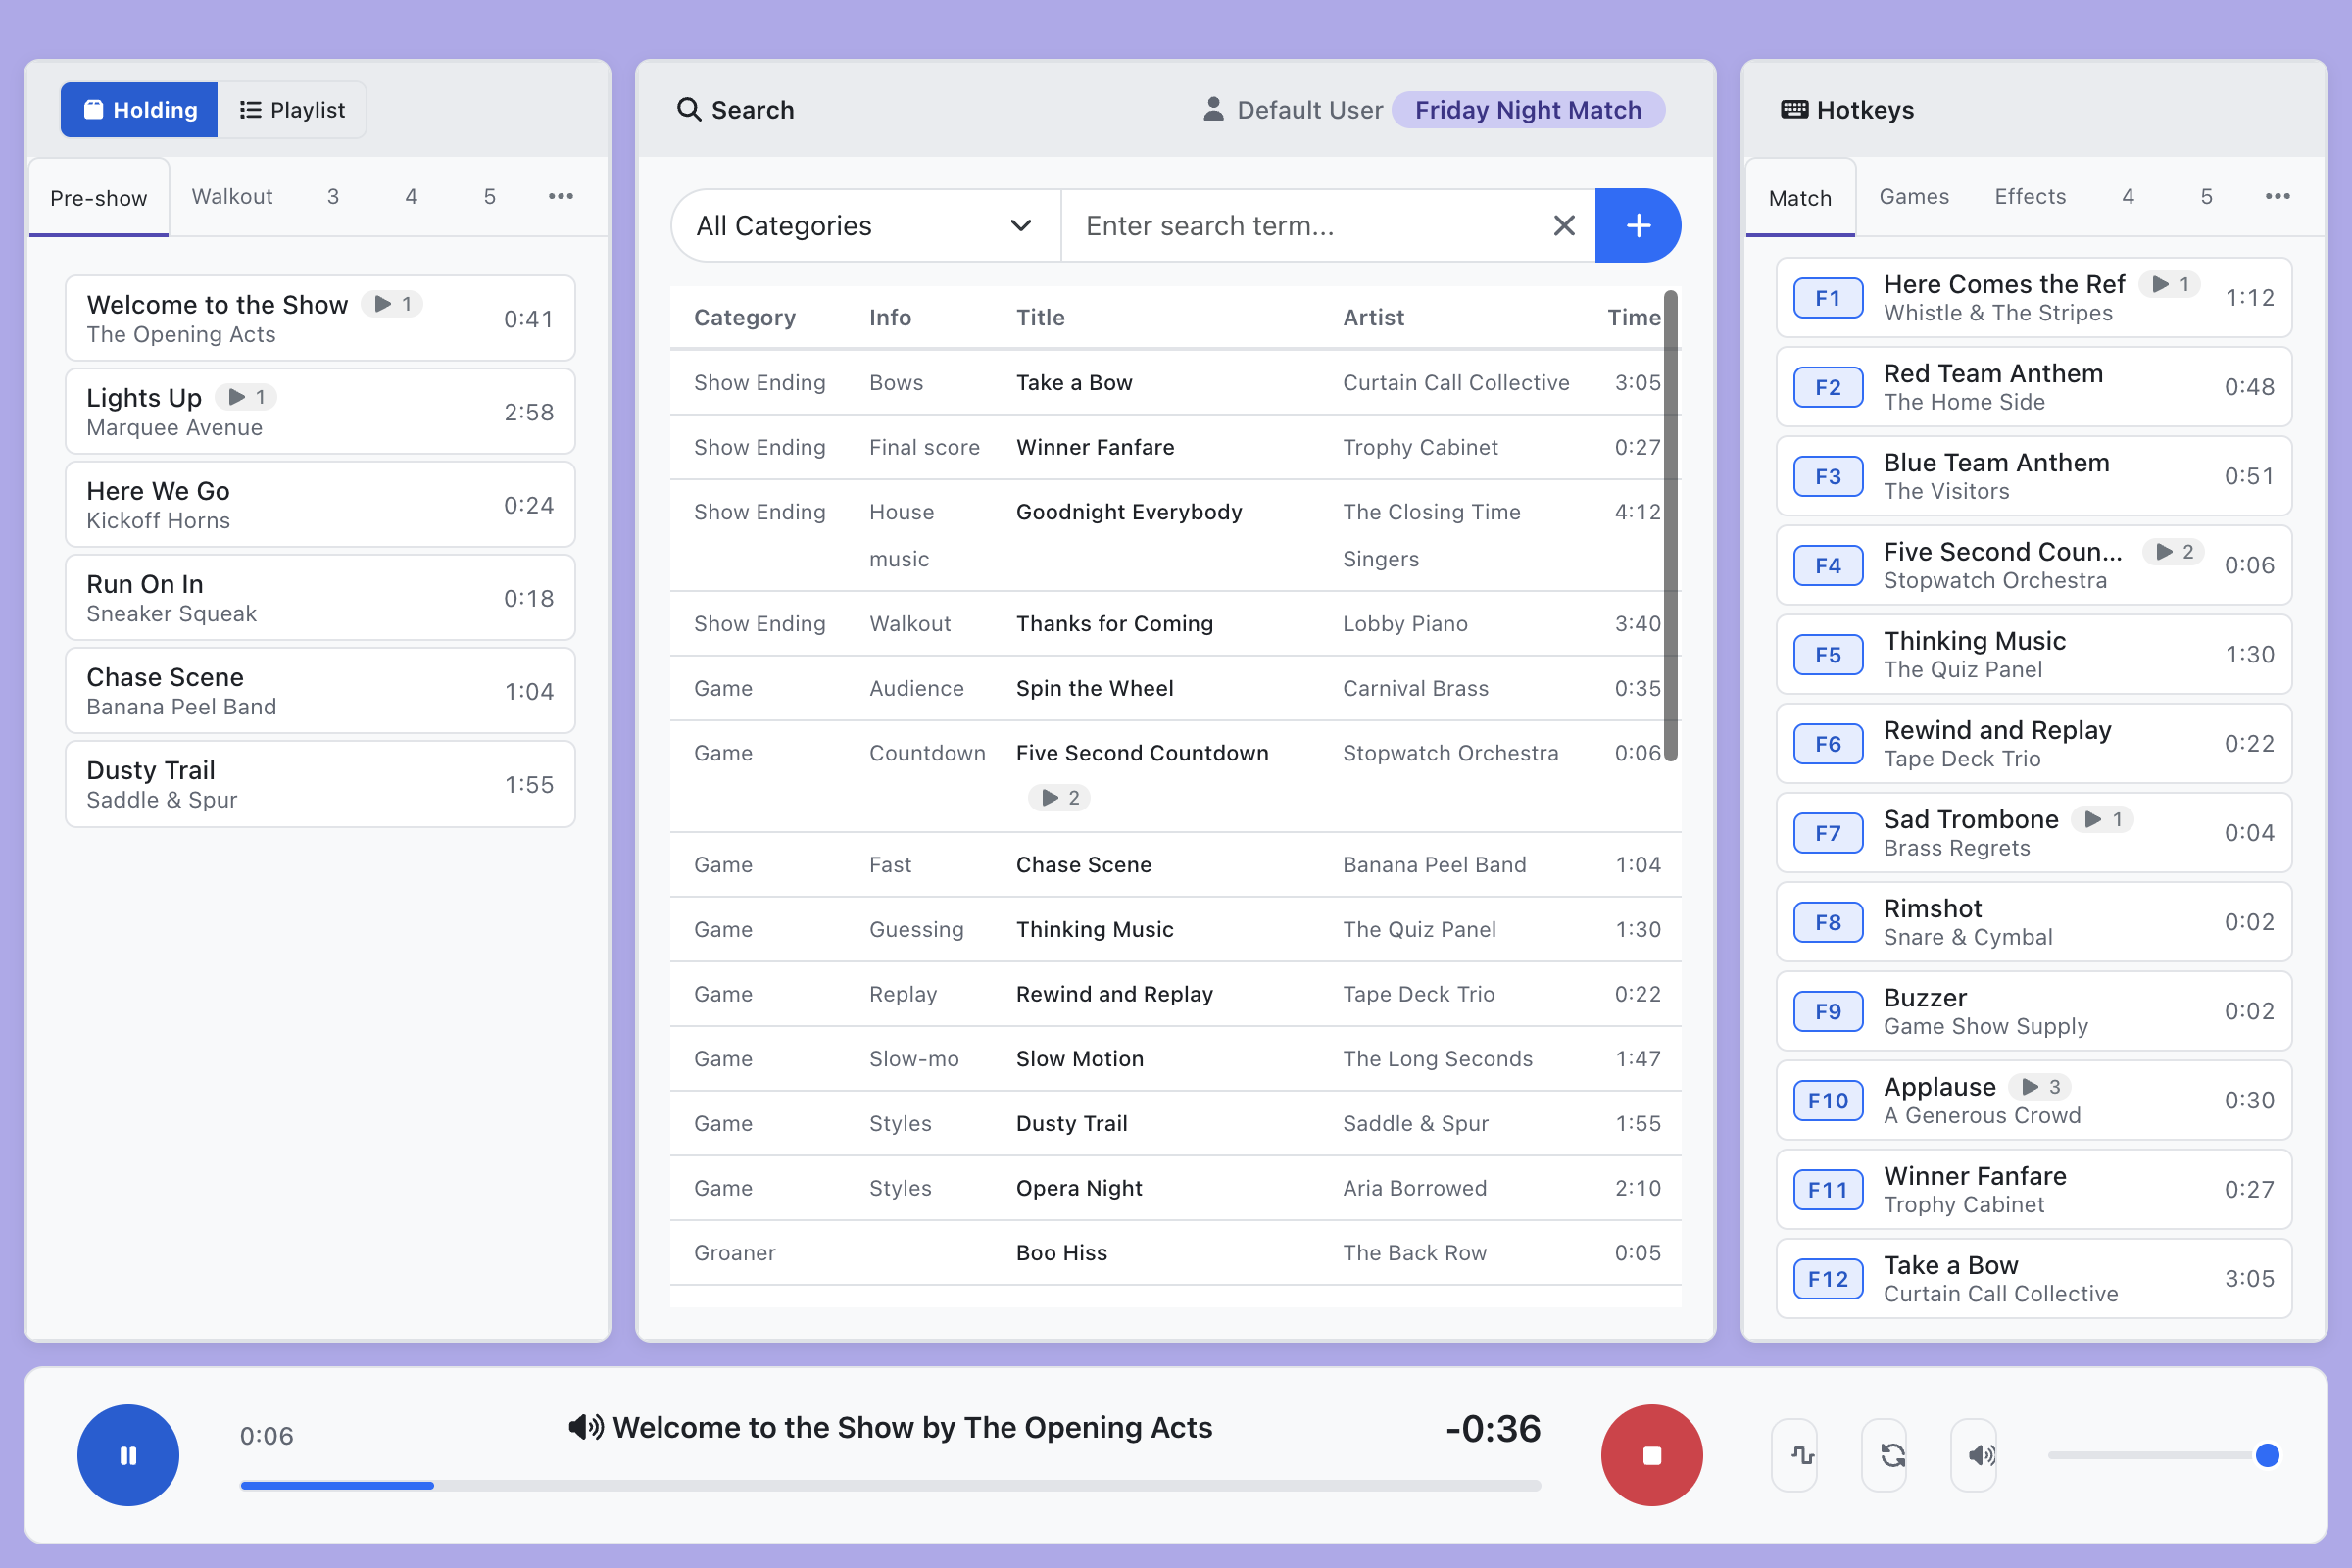 Holding
Playlist
Pre-show Walkout 3 4 5
Welcome to the Show 1
The Opening Acts
0:41
Lights Up 1
Marquee Avenue
2:58
Here We Go
Kickoff Horns
0:24
Run On In
Sneaker Squeak
0:18
Chase Scene
Banana Peel Band
1:04
Dusty Trail
Saddle & Spur
1:55
Search
Default User
Friday Night Match
All Categories
Enter search term...
Category Info Title Artist Time
Show Ending Bows Take a Bow Curtain Call Collective 3:05
Show Ending Final score Winner Fanfare Trophy Cabinet 0:27
Show Ending House Goodnight Everybody The Closing Time 4:12
music Singers
Show Ending Walkout Thanks for Coming Lobby Piano 3:40
Game Audience Spin the Wheel Carnival Brass 0:35
Game Countdown Five Second Countdown Stopwatch Orchestra 0:06
2
Game Fast Chase Scene Banana Peel Band 1:04
Game Guessing Thinking Music The Quiz Panel 1:30
Game Replay Rewind and Replay Tape Deck Trio 0:22
Game Slow-mo Slow Motion The Long Seconds 1:47
Game Styles Dusty Trail Saddle & Spur 1:55
Game Styles Opera Night Aria Borrowed 2:10
Groaner Boo Hiss The Back Row 0:05
Hotkeys
Match Games Effects 4 5
F1 Here Comes the Ref 1
Whistle & The Stripes
1:12
F2 Red Team Anthem
The Home Side
0:48
F3 Blue Team Anthem
The Visitors
0:51
F4 Five Second Coun... 2
Stopwatch Orchestra
0:06
F5 Thinking Music
The Quiz Panel
1:30
F6 Rewind and Replay
Tape Deck Trio
0:22
F7 Sad Trombone 1
Brass Regrets
0:04
F8 Rimshot
Snare & Cymbal
0:02
F9 Buzzer
Game Show Supply
0:02
F10 Applause 3
A Generous Crowd
0:30
F11 Winner Fanfare
Trophy Cabinet
0:27
F12 Take a Bow
Curtain Call Collective
3:05
0:06
Welcome to the Show by The Opening Acts
-0:36